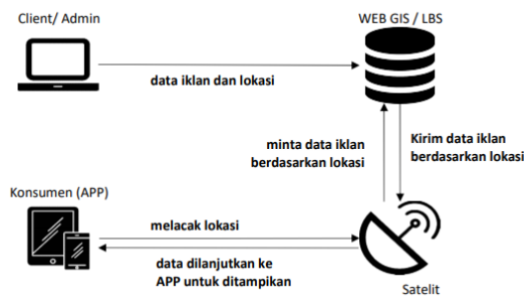 Client/ Admin
WEB GIS / LBS
data iklan dan lokasi
minta data iklan
berdasarkan lokasi
Kirim data iklan
berdasarkan lokasi
Konsumen (APP)
melacak lokasi
data dilanjutkan ke
APP untuk ditampikan
Satelit